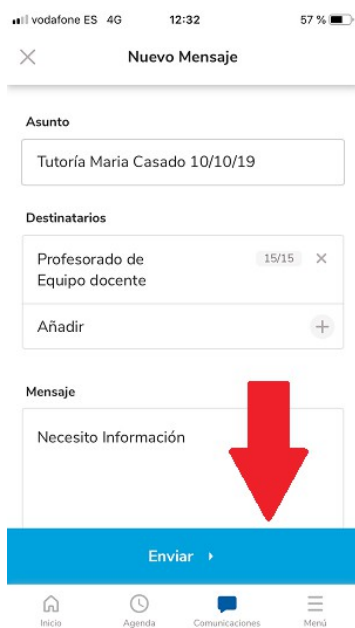 vodafone ES 4G 12:32 57 %
Nuevo Mensaje
Asunto
Tutoría Maria Casado 10/10/19
Destinatarios
Profesorado de 15/15
Equipo docente
Añadir
Mensaje
Necesito Información
Enviar
Inicio Agenda Comunicaciones Menú